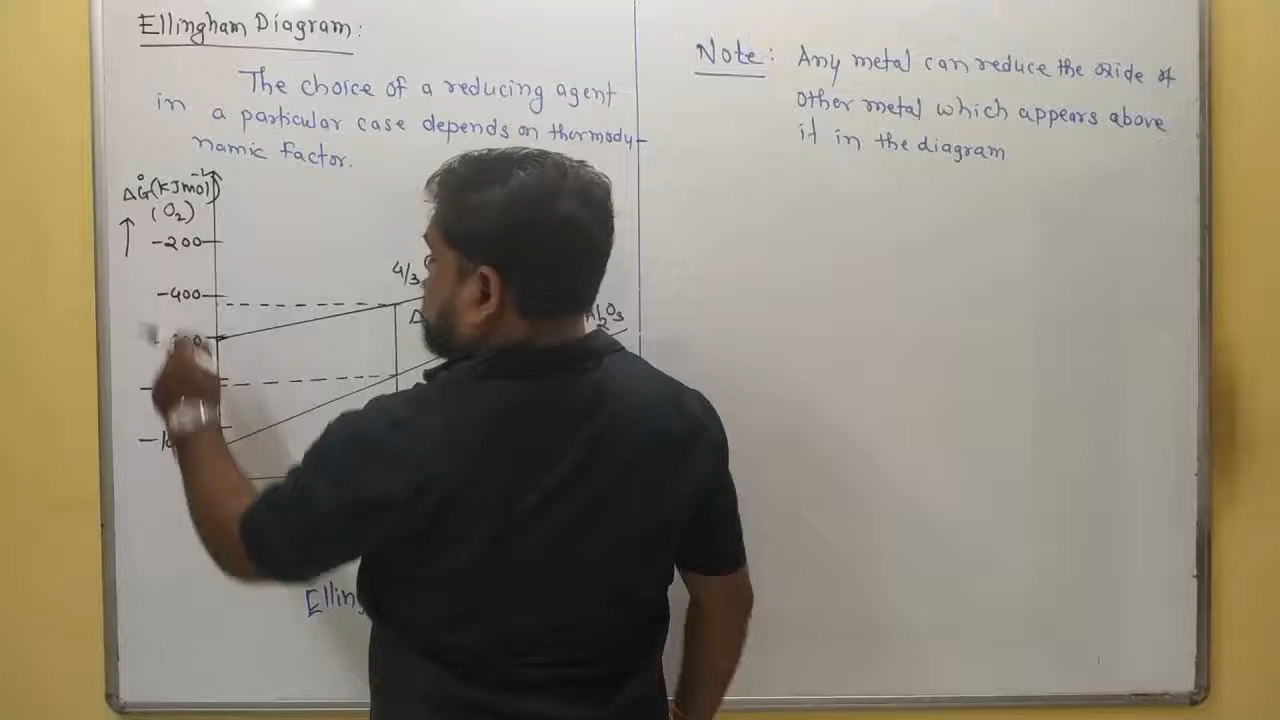 Ellingham Diagram:
The choice of a reducing agent
in a particular case depends on thermody-
namic factor.
ΔG°(KJmol⁻¹)
(O₂)
-200
-400
4/3
Δ
Al₂O₃
Elling
Note: Any metal can reduce the oxide of
other metal which appears above
it in the diagram